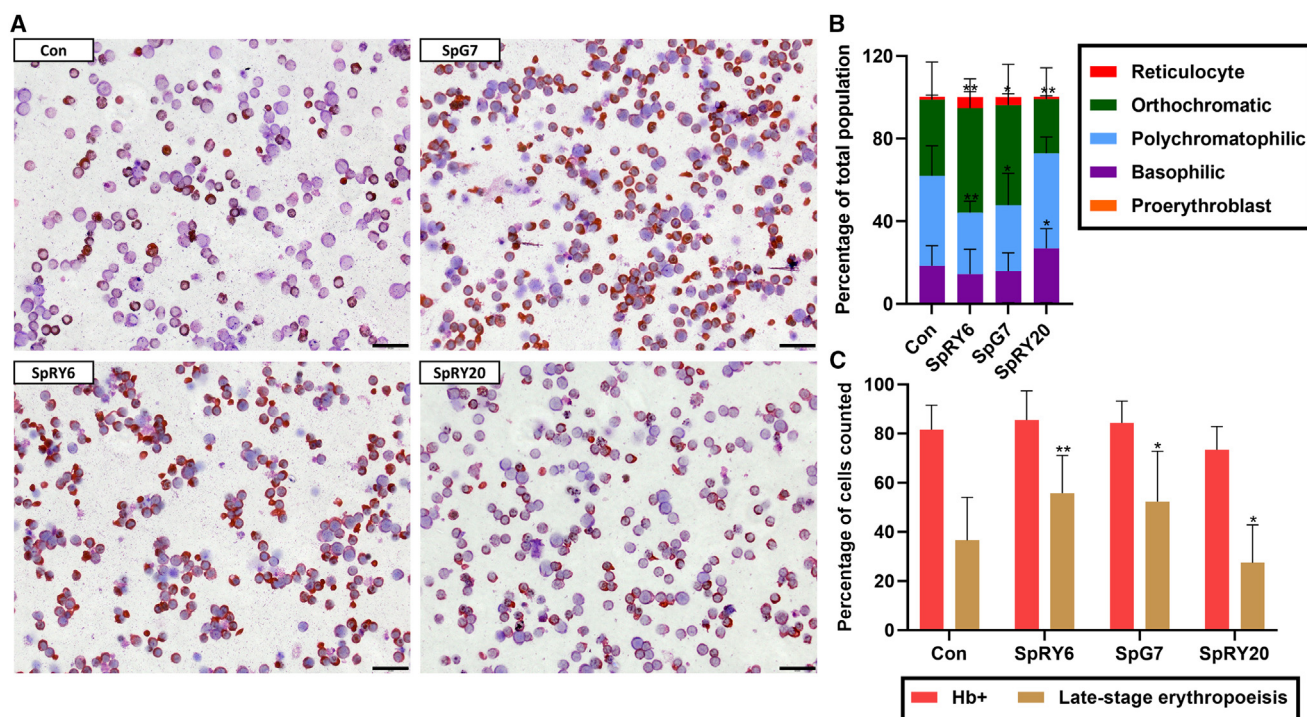 A
Con
SpG7
SpRY6
SpRY20
B
Percentage of total population
120
80
40
0
**
*
**
**
*
*
Con
SpRY6
SpG7
SpRY20
Reticulocyte
Orthochromatic
Polychromatophilic
Basophilic
Proerythroblast
C
Percentage of cells counted
100
80
60
40
20
0
**
*
*
Con
SpRY6
SpG7
SpRY20
Hb+
Late-stage erythropoeisis